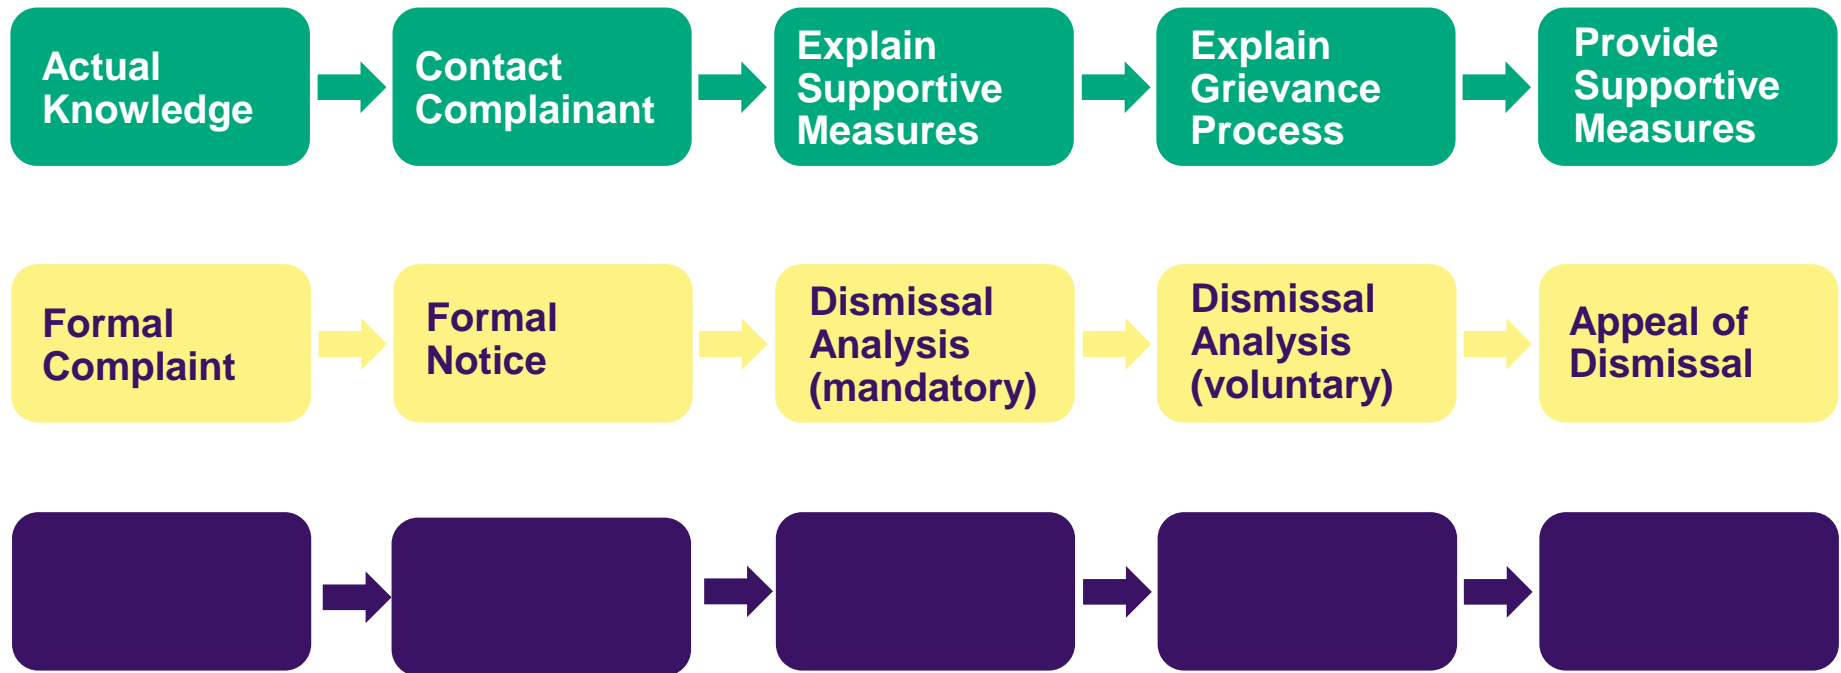 Actual
Knowledge
Contact
Complainant
Explain
Supportive
Measures
Explain
Grievance
Process
Provide
Supportive
Measures
Formal
Complaint
Formal
Notice
Dismissal
Analysis
(mandatory)
Dismissal
Analysis
(voluntary)
Appeal of
Dismissal